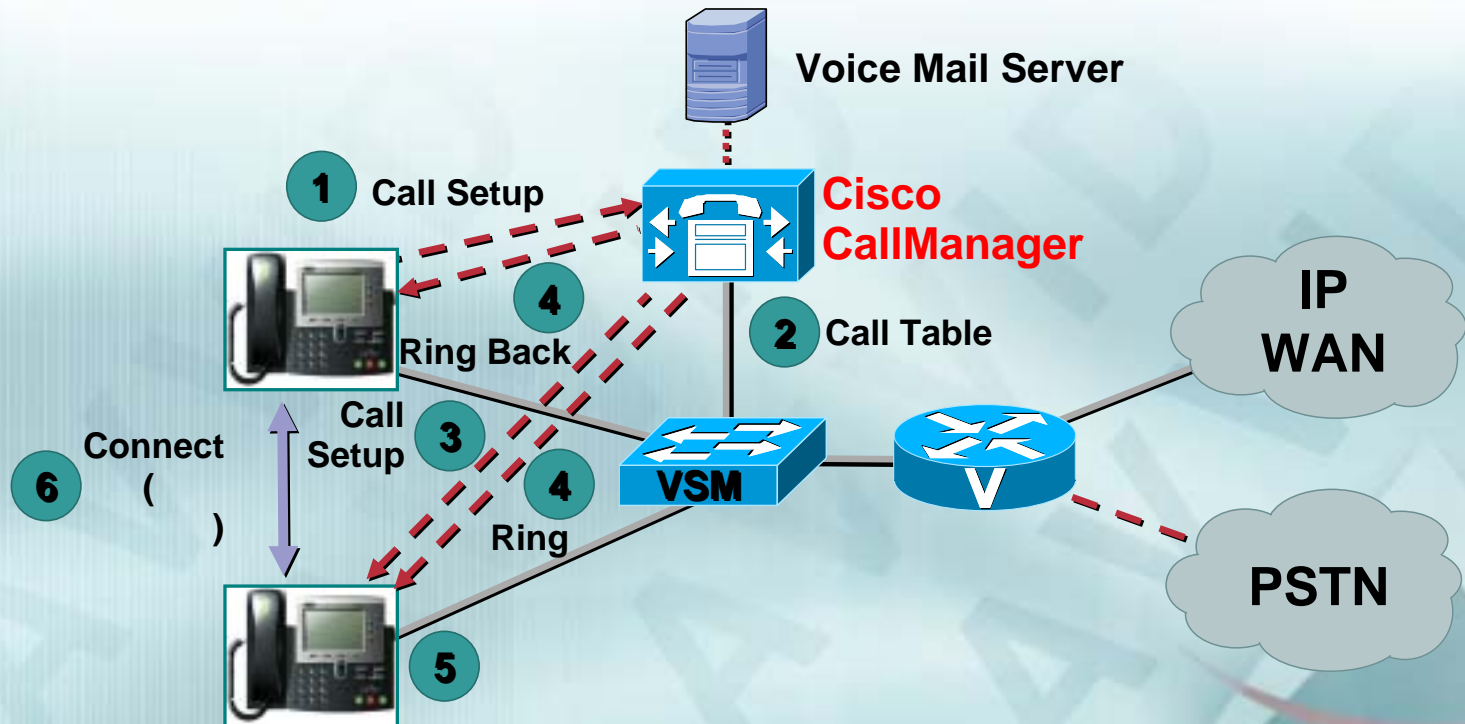 Voice Mail Server
1 Call Setup
Cisco
CallManager
4
Ring Back
2 Call Table
IP
WAN
Call
Setup
3
Connect
(
)
6
4
Ring
VSM
V
PSTN
5